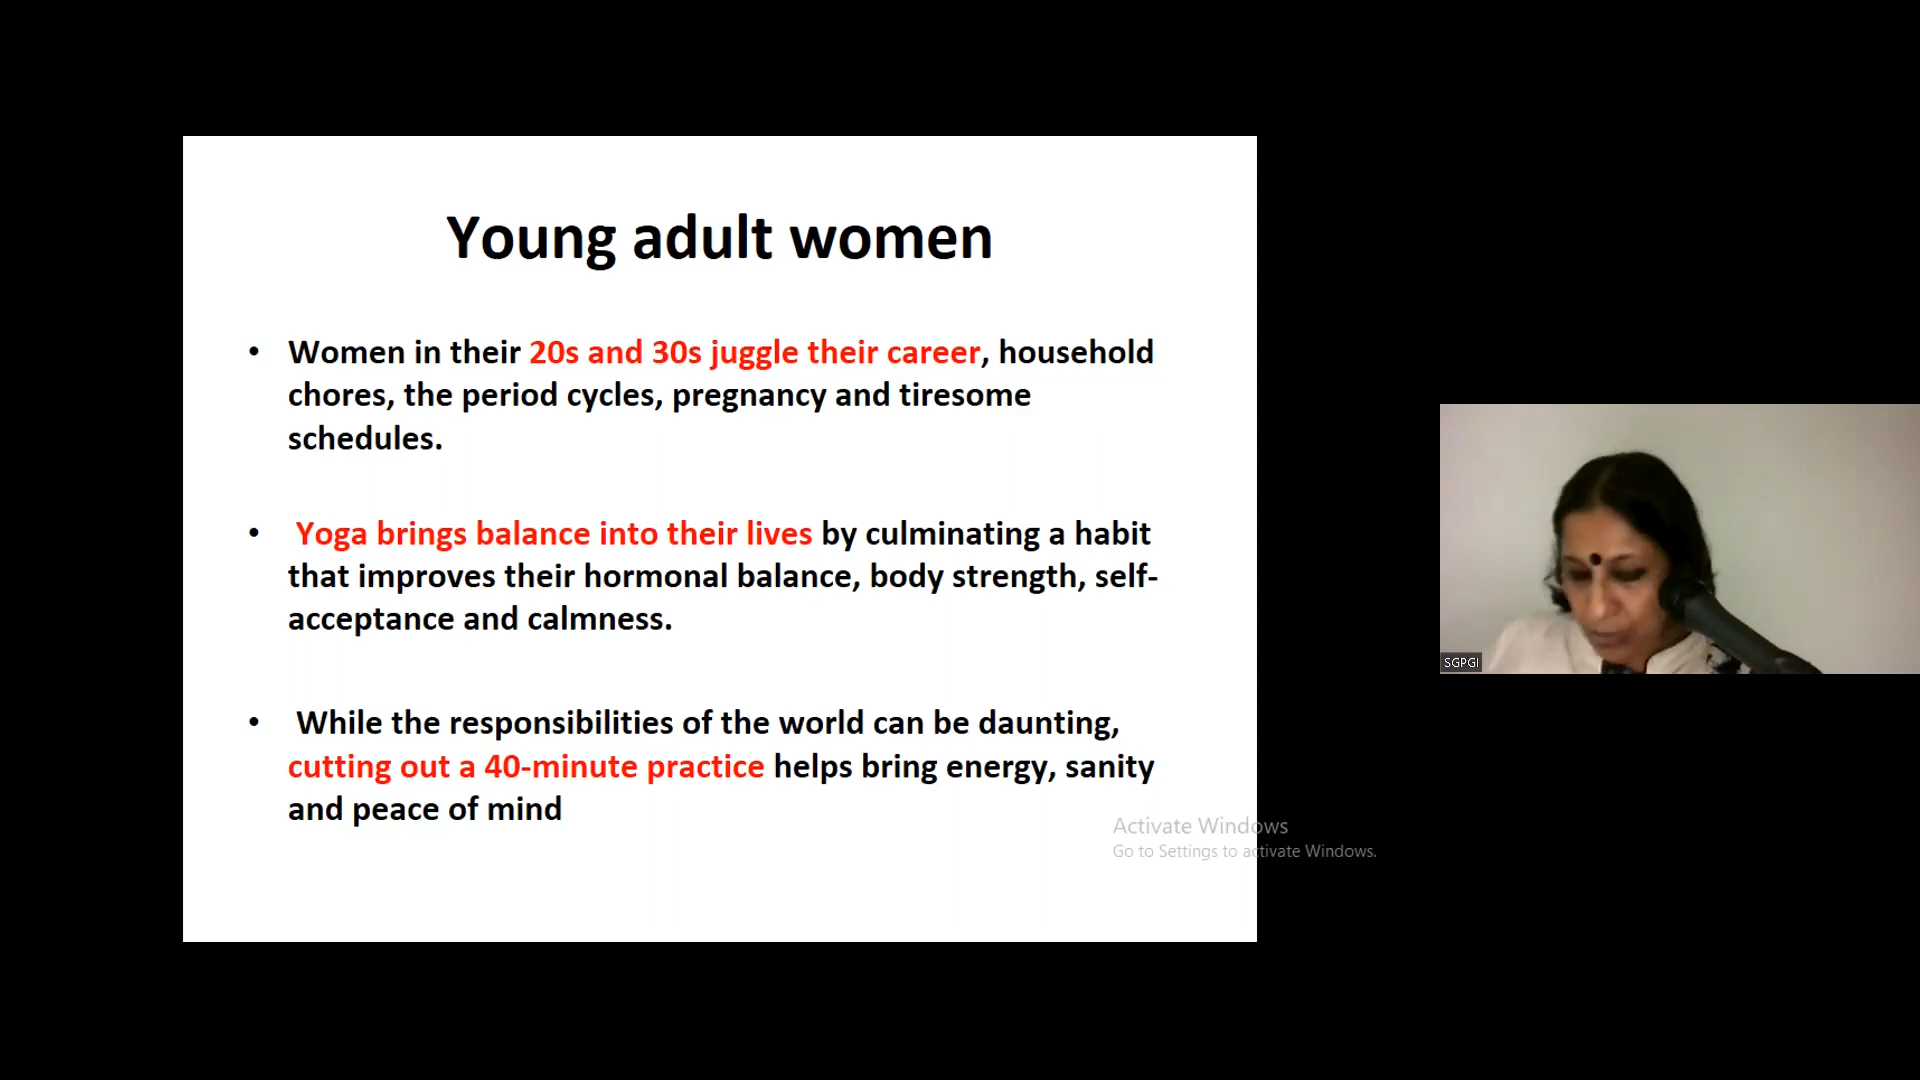 Young adult women
• Women in their 20s and 30s juggle their career, household
chores, the period cycles, pregnancy and tiresome
schedules.
• Yoga brings balance into their lives by culminating a habit
that improves their hormonal balance, body strength, self-
acceptance and calmness.
• While the responsibilities of the world can be daunting,
cutting out a 40-minute practice helps bring energy, sanity
and peace of mind
Activate Windows
Go to Settings to activate Windows.
SGPGI